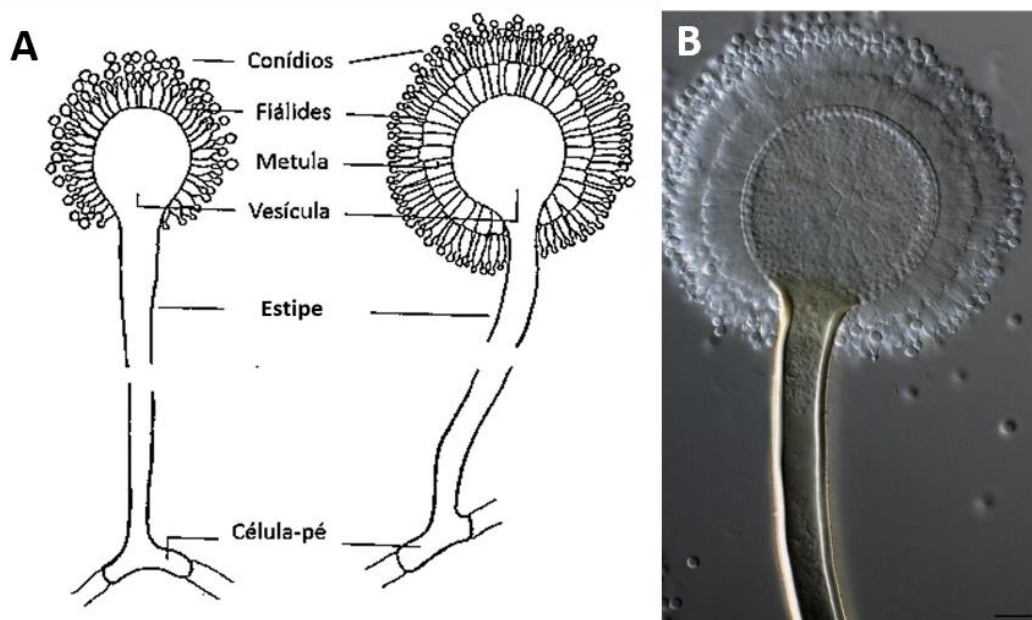 A
B
Conídios
Fiálides
Metula
Vesícula
Estipe
Célula-pé